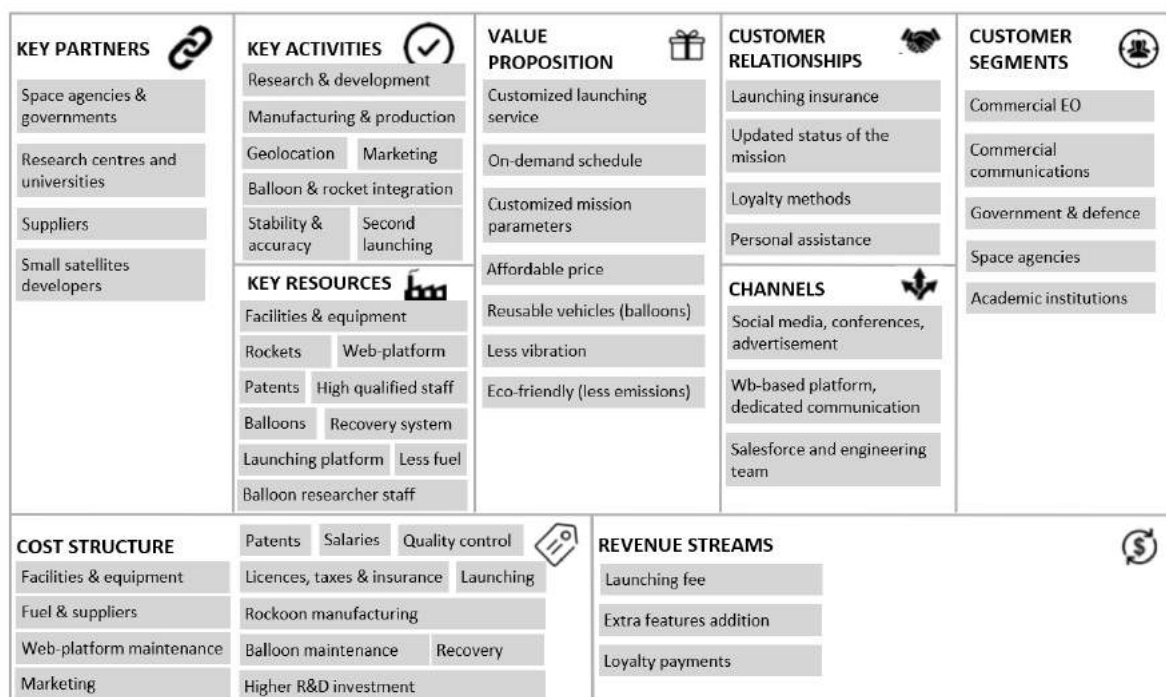 KEY PARTNERS
Space agencies &
governments
Research centres and
universities
Suppliers
Small satellites
developers
KEY ACTIVITIES
Research & development
Manufacturing & production
Geolocation
Marketing
Balloon & rocket integration
Stability &
accuracy
Second
launching
KEY RESOURCES
Facilities & equipment
Rockets
Web-platform
Patents
High qualified staff
Balloons
Recovery system
Launching platform
Less fuel
Balloon researcher staff
VALUE
PROPOSITION
Customized launching
service
On-demand schedule
Customized mission
parameters
Affordable price
Reusable vehicles (balloons)
Less vibration
Eco-friendly (less emissions)
CUSTOMER
RELATIONSHIPS
Launching insurance
Updated status of the
mission
Loyalty methods
Personal assistance
CHANNELS
Social media, conferences,
advertisement
Wb-based platform,
dedicated communication
Salesforce and engineering
team
CUSTOMER
SEGMENTS
Commercial EO
Commercial
communications
Government & defence
Space agencies
Academic institutions
COST STRUCTURE
Facilities & equipment
Fuel & suppliers
Web-platform maintenance
Marketing
Patents
Salaries
Quality control
Licences, taxes & insurance
Launching
Rockoon manufacturing
Balloon maintenance
Recovery
Higher R&D investment
REVENUE STREAMS
$
Launching fee
Extra features addition
Loyalty payments